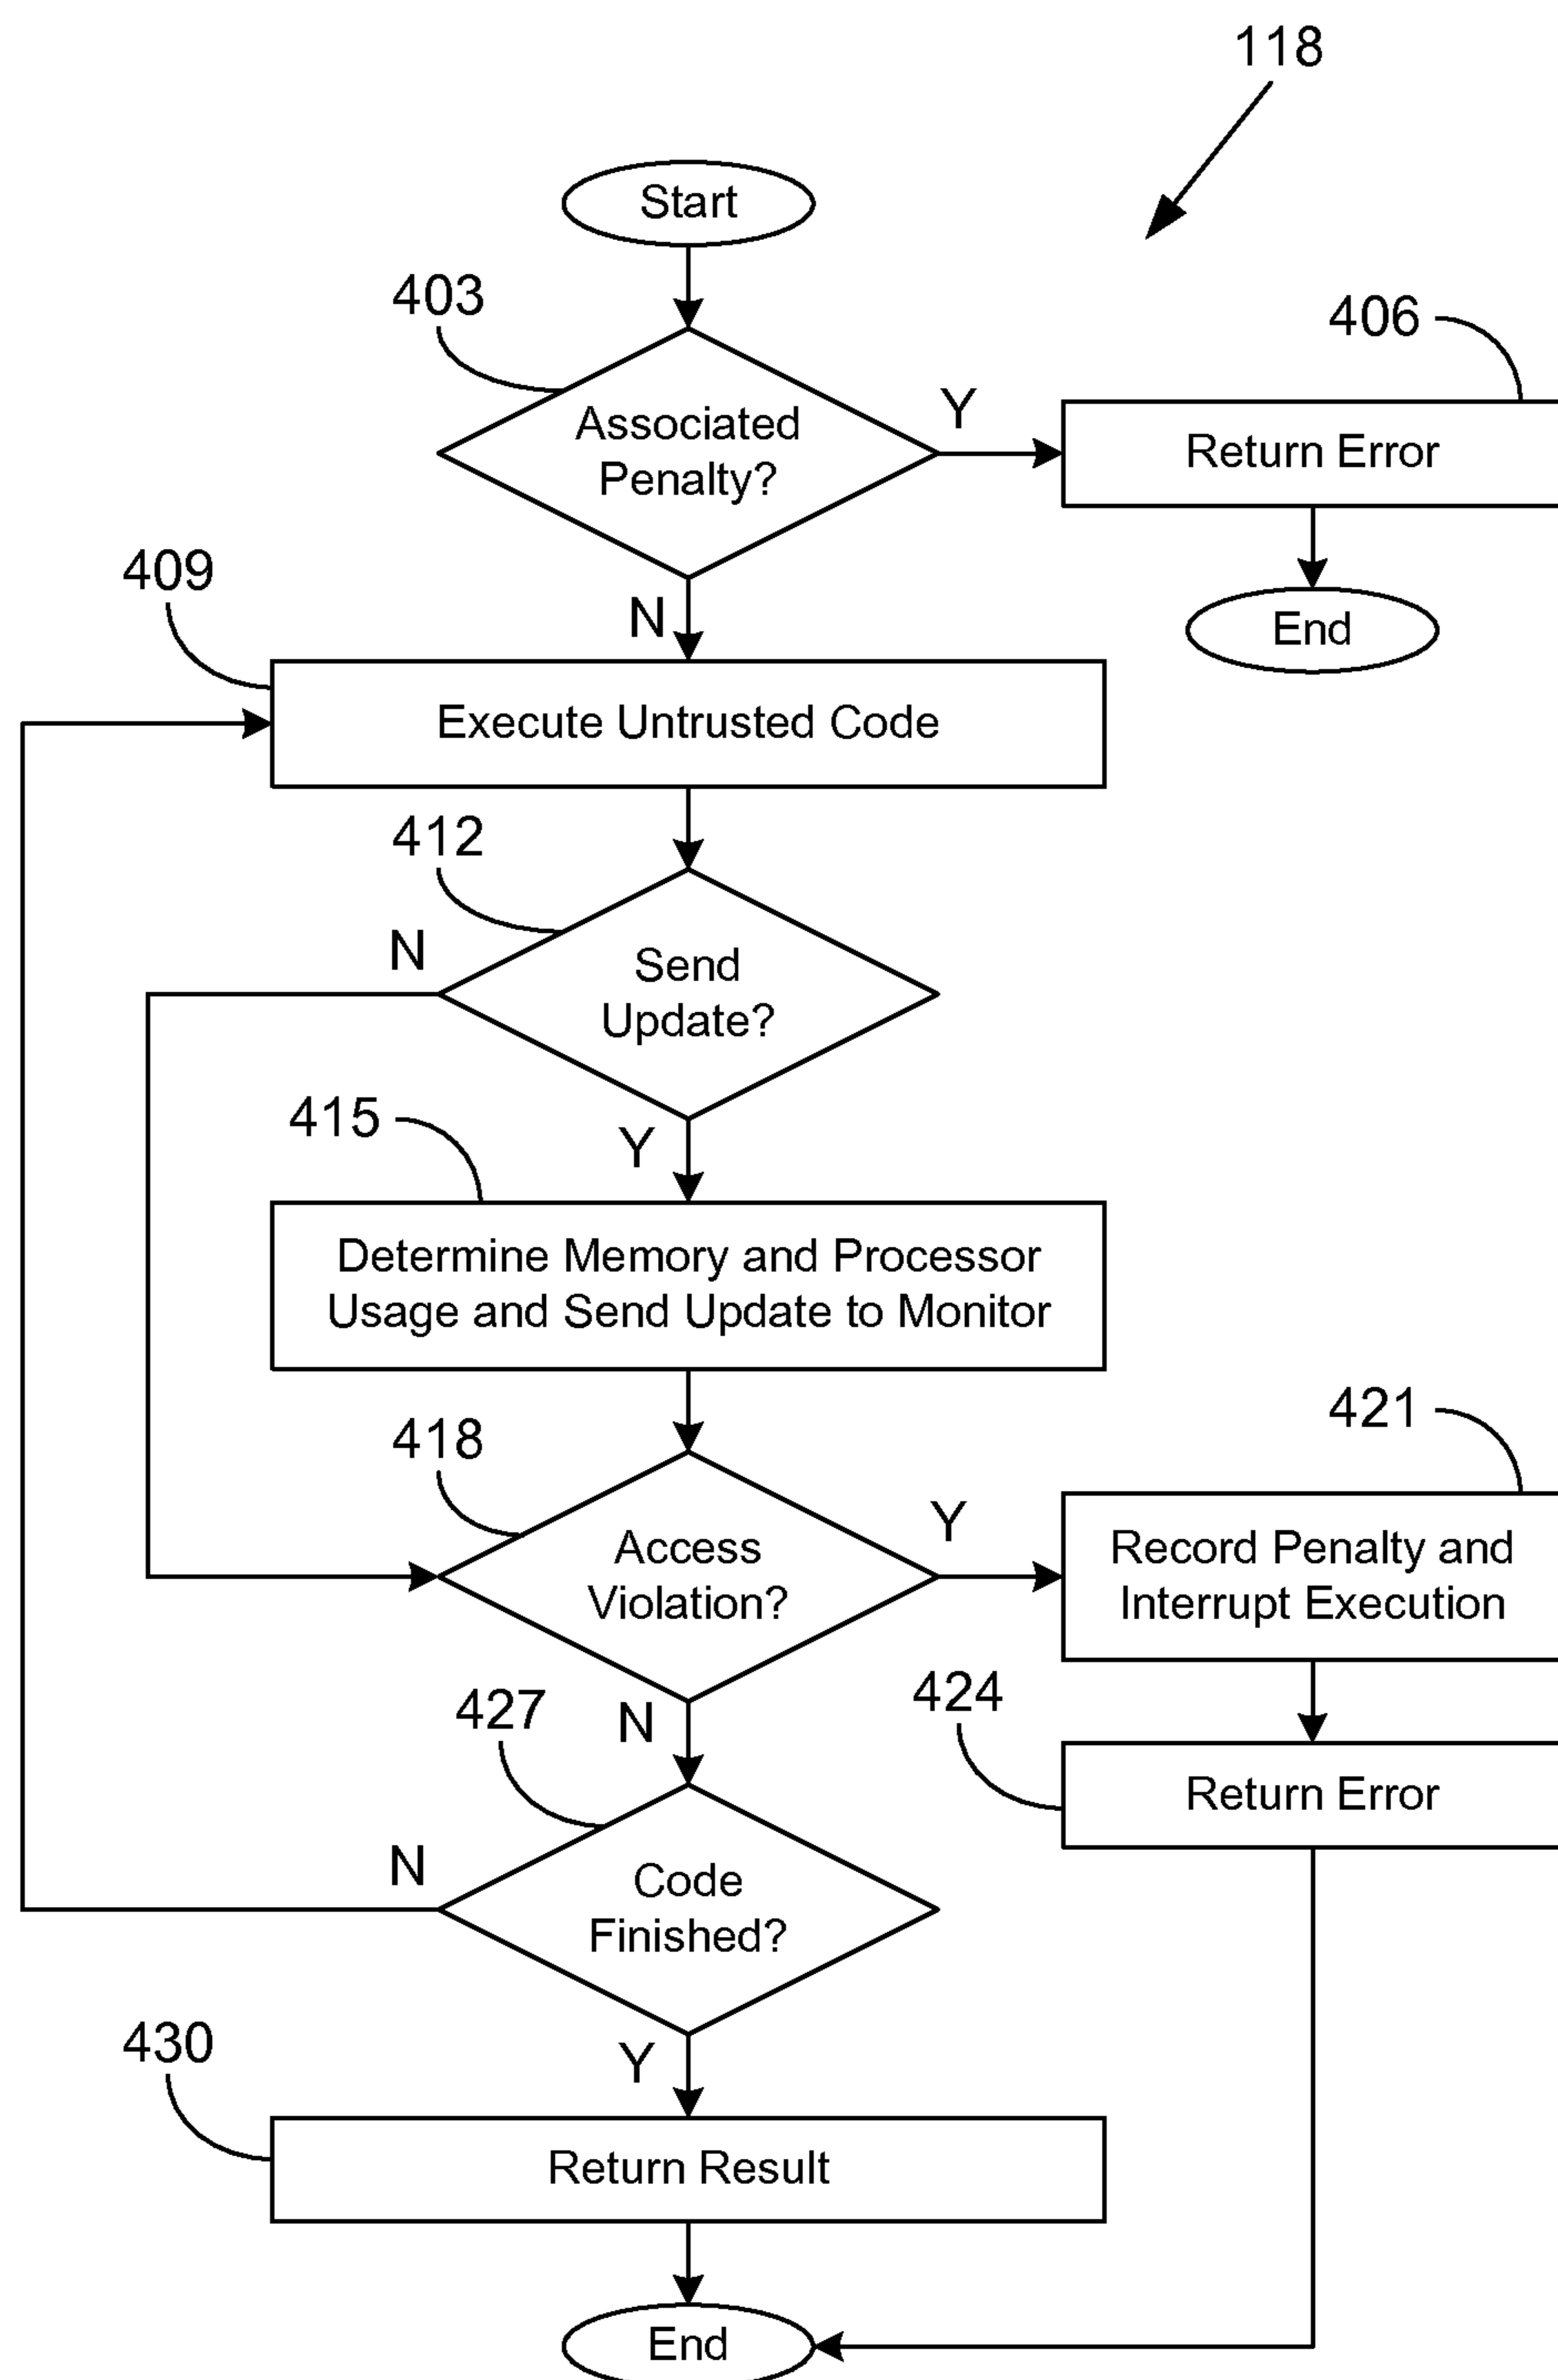 118
Start
403
Associated
Penalty?
Y
406
Return Error
End
N
409
Execute Untrusted Code
412
N
Send
Update?
Y
415
Determine Memory and Processor
Usage and Send Update to Monitor
418
Access
Violation?
Y
421
Record Penalty and
Interrupt Execution
424
Return Error
N
427
N
Code
Finished?
Y
430
Return Result
End